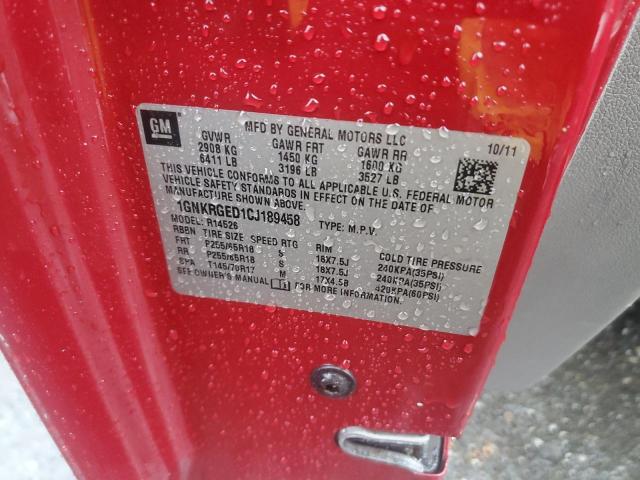 GM
MFD BY GENERAL MOTORS LLC 10/11
GVWR GAWR FRT GAWR RR
2908 KG 1450 KG 1600 KG
6411 LB 3196 LB 3527 LB
THIS VEHICLE CONFORMS TO ALL APPLICABLE U.S. FEDERAL MOTOR
VEHICLE SAFETY STANDARDS IN EFFECT ON THE DATE OF
MANUFACTURE SHOWN ABOVE.
1GNKRGED1CJ189458 TYPE: M.P.V.
MODEL: R14526
RBBN TIRE SIZE SPEED RTG RIM COLD TIRE PRESSURE
FRT P255/65R18 S 18X7.5J 240KPA(35PSI)
RR P255/65R18 S 18X7.5J 240KPA(35PSI)
SPA T145/70R17 M 17X4.5B 420KPA(60PSI)
SEE OWNER'S MANUAL FOR MORE INFORMATION.